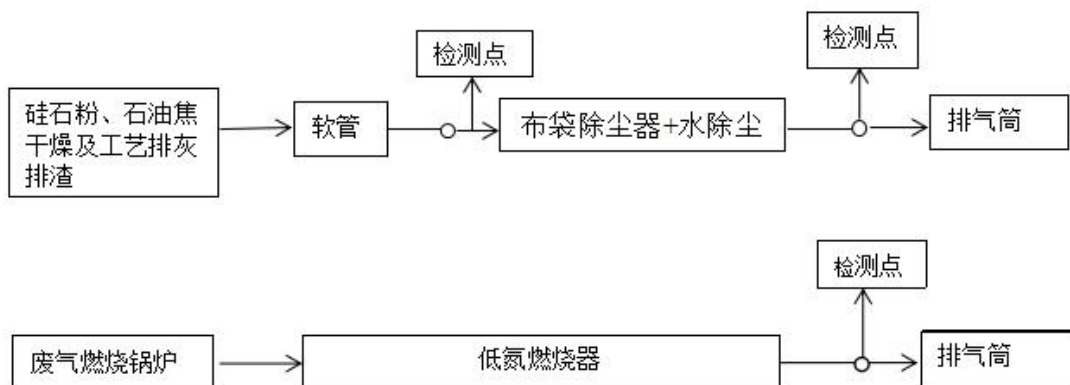 检测点
检测点
硅石粉、石油焦
干燥及工艺排灰
排渣
软管
布袋除尘器+水除尘
排气筒
检测点
废气燃烧锅炉
低氮燃烧器
排气筒